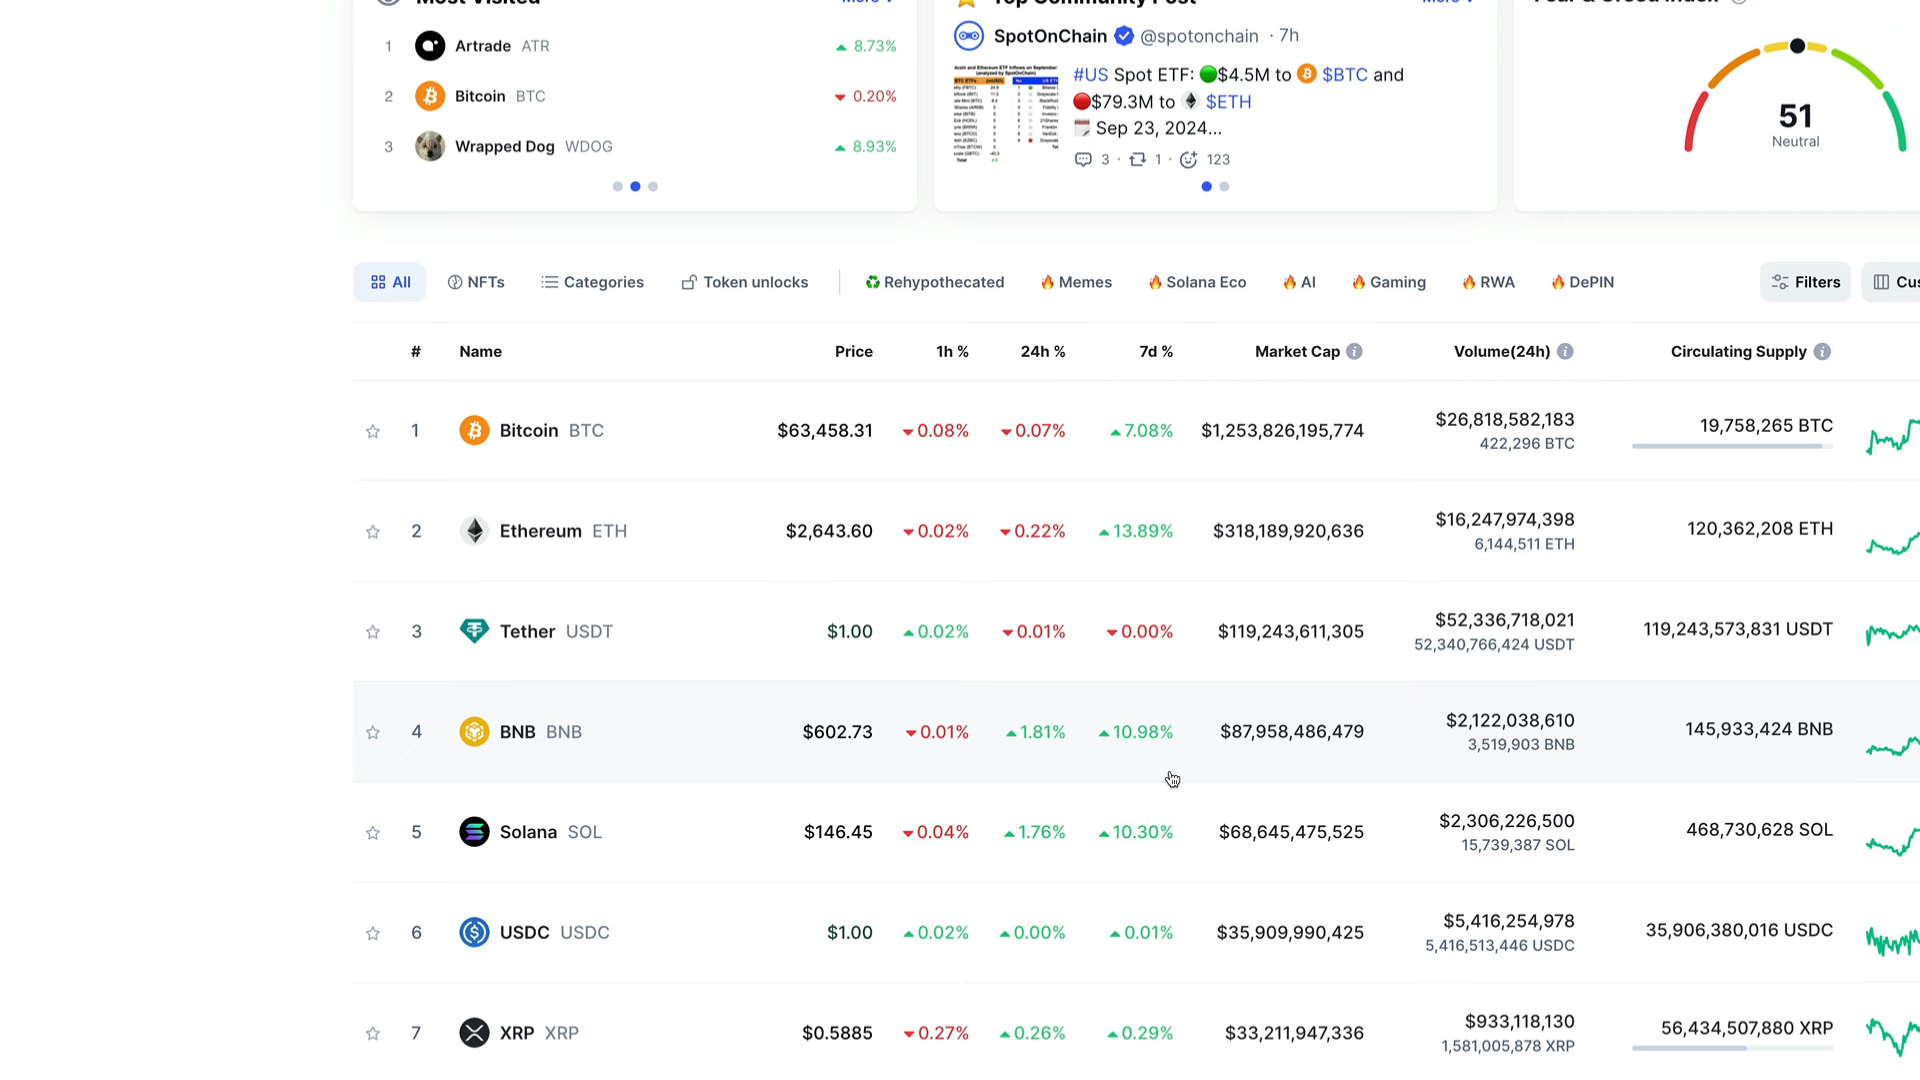 Most Visited
More
1 Artrade ATR 8.73%
2 Bitcoin BTC 0.20%
3 Wrapped Dog WDOG 8.93%
Top Community Post
More
SpotOnChain @spotonchain · 7h
#US Spot ETF: $4.5M to $BTC and
$79.3M to $ETH
Sep 23, 2024...
3 · 1 · 123
Fear & Greed Index
51
Neutral
All NFTs Categories Token unlocks Rehypothecated Memes Solana Eco AI Gaming RWA DePIN Filters Cus
# Name Price 1h % 24h % 7d % Market Cap Volume(24h) Circulating Supply
1 Bitcoin BTC $63,458.31 0.08% 0.07% 7.08% $1,253,826,195,774 $26,818,582,183 19,758,265 BTC
422,296 BTC
2 Ethereum ETH $2,643.60 0.02% 0.22% 13.89% $318,189,920,636 $16,247,974,398 120,362,208 ETH
6,144,511 ETH
3 Tether USDT $1.00 0.02% 0.01% 0.00% $119,243,611,305 $52,336,718,021 119,243,573,831 USDT
52,340,766,424 USDT
4 BNB BNB $602.73 0.01% 1.81% 10.98% $87,958,486,479 $2,122,038,610 145,933,424 BNB
3,519,903 BNB
5 Solana SOL $146.45 0.04% 1.76% 10.30% $68,645,475,525 $2,306,226,500 468,730,628 SOL
15,739,387 SOL
6 USDC USDC $1.00 0.02% 0.00% 0.01% $35,909,990,425 $5,416,254,978 35,906,380,016 USDC
5,416,513,446 USDC
7 XRP XRP $0.5885 0.27% 0.26% 0.29% $33,211,947,336 $933,118,130 56,434,507,880 XRP
1,581,005,878 XRP